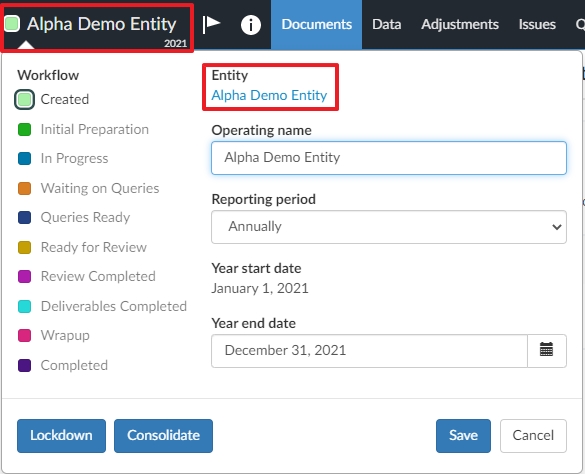 Alpha Demo Entity
2021
Documents
Data
Adjustments
Issues
Workflow
Created
Initial Preparation
In Progress
Waiting on Queries
Queries Ready
Ready for Review
Review Completed
Deliverables Completed
Wrapup
Completed
Entity
Alpha Demo Entity
Operating name
Alpha Demo Entity
Reporting period
Annually
Year start date
January 1, 2021
Year end date
December 31, 2021
Lockdown
Consolidate
Save
Cancel